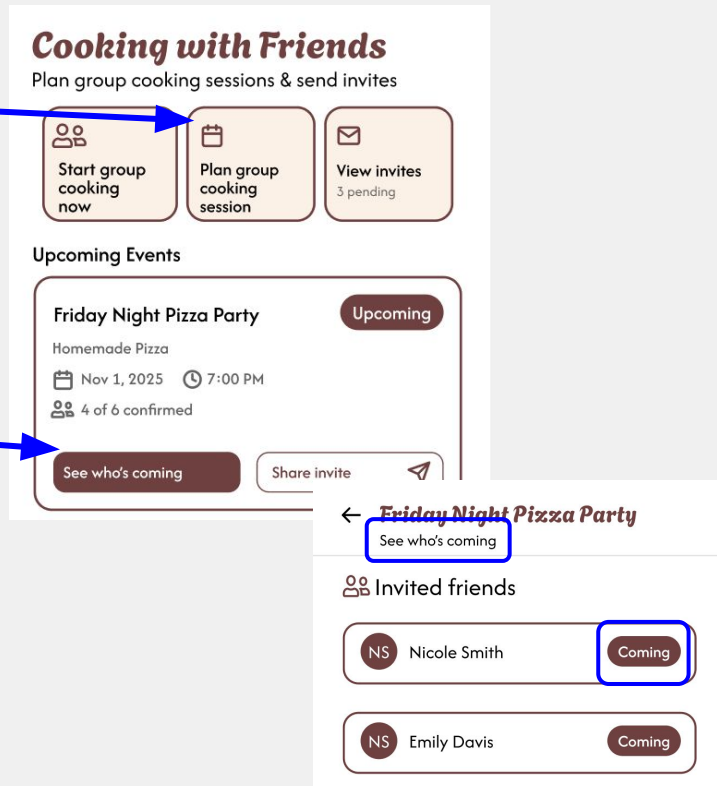 Cooking with Friends
Plan group cooking sessions & send invites
Start group
cooking
now
Plan group
cooking
session
View invites
3 pending
Upcoming Events
Friday Night Pizza Party
Upcoming
Homemade Pizza
Nov 1, 2025
7:00 PM
4 of 6 confirmed
See who's coming
Share invite
Friday Night Pizza Party
See who's coming
Invited friends
NS
Nicole Smith
Coming
NS
Emily Davis
Coming